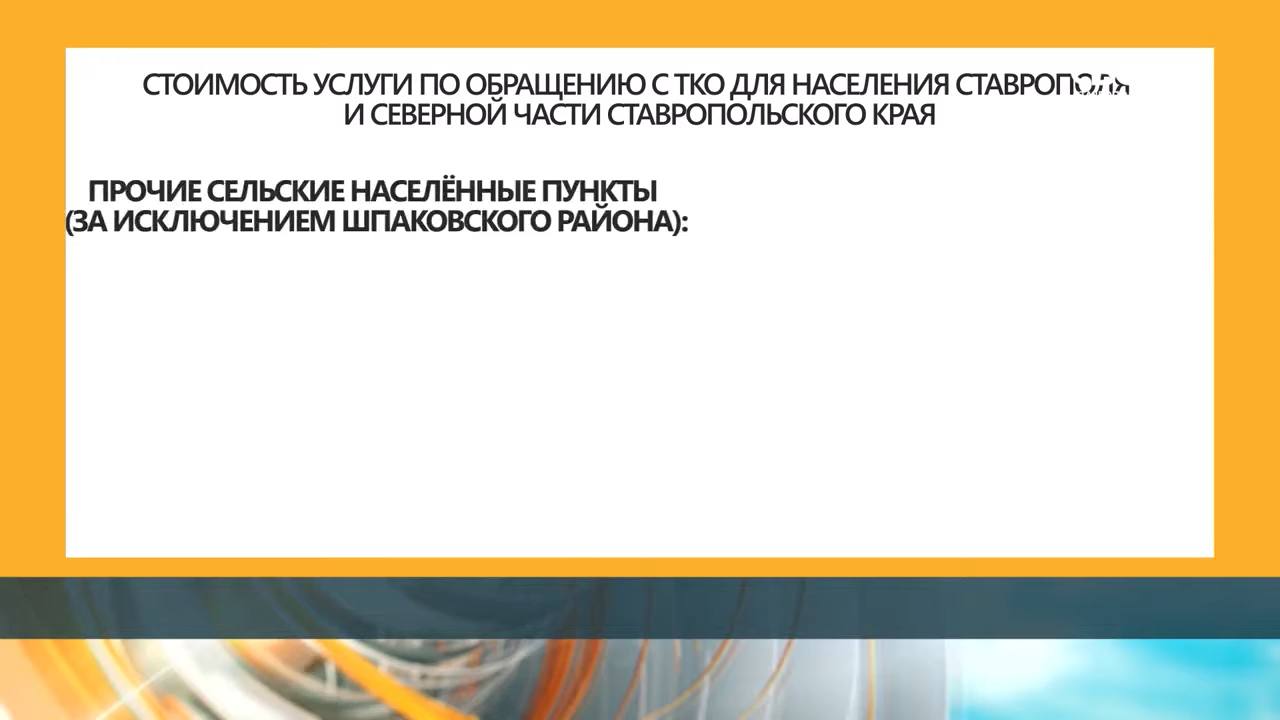 СТОИМОСТЬ УСЛУГИ ПО ОБРАЩЕНИЮ С ТКО ДЛЯ НАСЕЛЕНИЯ СТАВРОПОЛЯ
И СЕВЕРНОЙ ЧАСТИ СТАВРОПОЛЬСКОГО КРАЯ
ПРОЧИЕ СЕЛЬСКИЕ НАСЕЛЁННЫЕ ПУНКТЫ
(ЗА ИСКЛЮЧЕНИЕМ ШПАКОВСКОГО РАЙОНА):